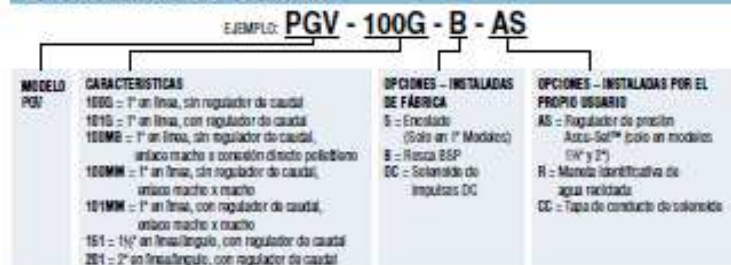 EJEMPLO: PGV - 100G - B - AS
MODELO
PGV
CARACTERISTICAS
100G = 1" en línea, sin regulador de caudal
101G = 1" en línea, con regulador de caudal
100MB = 1" en línea, sin regulador de caudal,
enlace macho x conexión directo polietileno
100MM = 1" en línea, sin regulador de caudal,
enlace macho x macho
101MM = 1" en línea, con regulador de caudal,
enlace macho x macho
151 = 1½" en línea/ángulo, con regulador de caudal
201 = 2" en línea/ángulo, con regulador de caudal
OPCIONES – INSTALADAS
DE FÁBRICA
S = Encolado
(Solo en 1" Modelos)
B = Rosca BSP
DC = Solenoide de
impulsos DC
OPCIONES – INSTALADAS POR EL
PROPIO USUARIO
AS = Regulador de presión
Accu-Set™ (solo en modelos
1½" y 2")
R = Maneta identificativa de
agua reciclada
CC = Tapa de conducto de solenoide